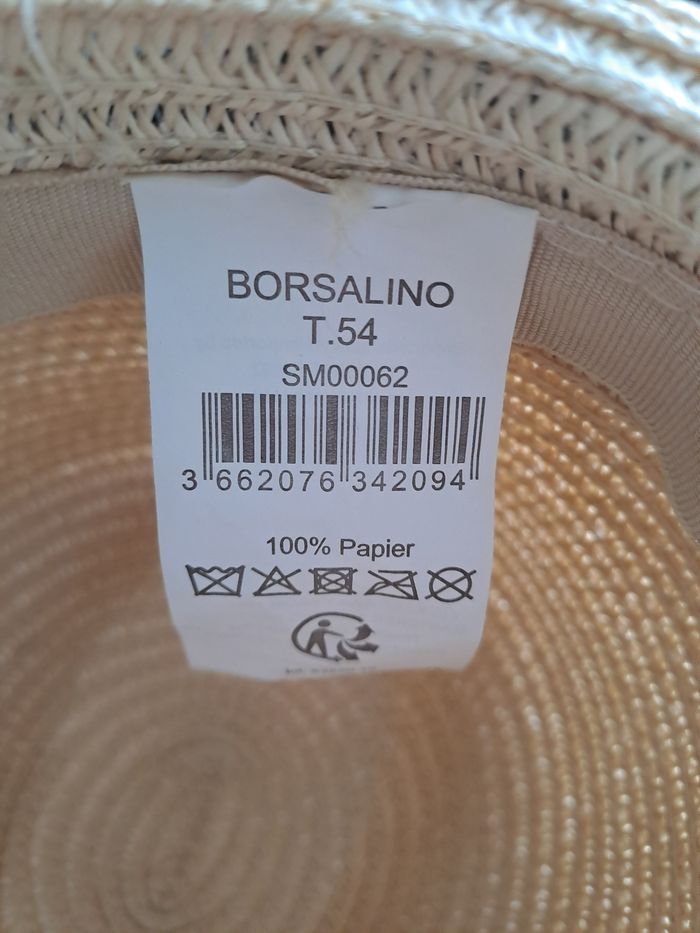 BORSALINO
T.54
SM00062
3 662076 342094
100% Papier